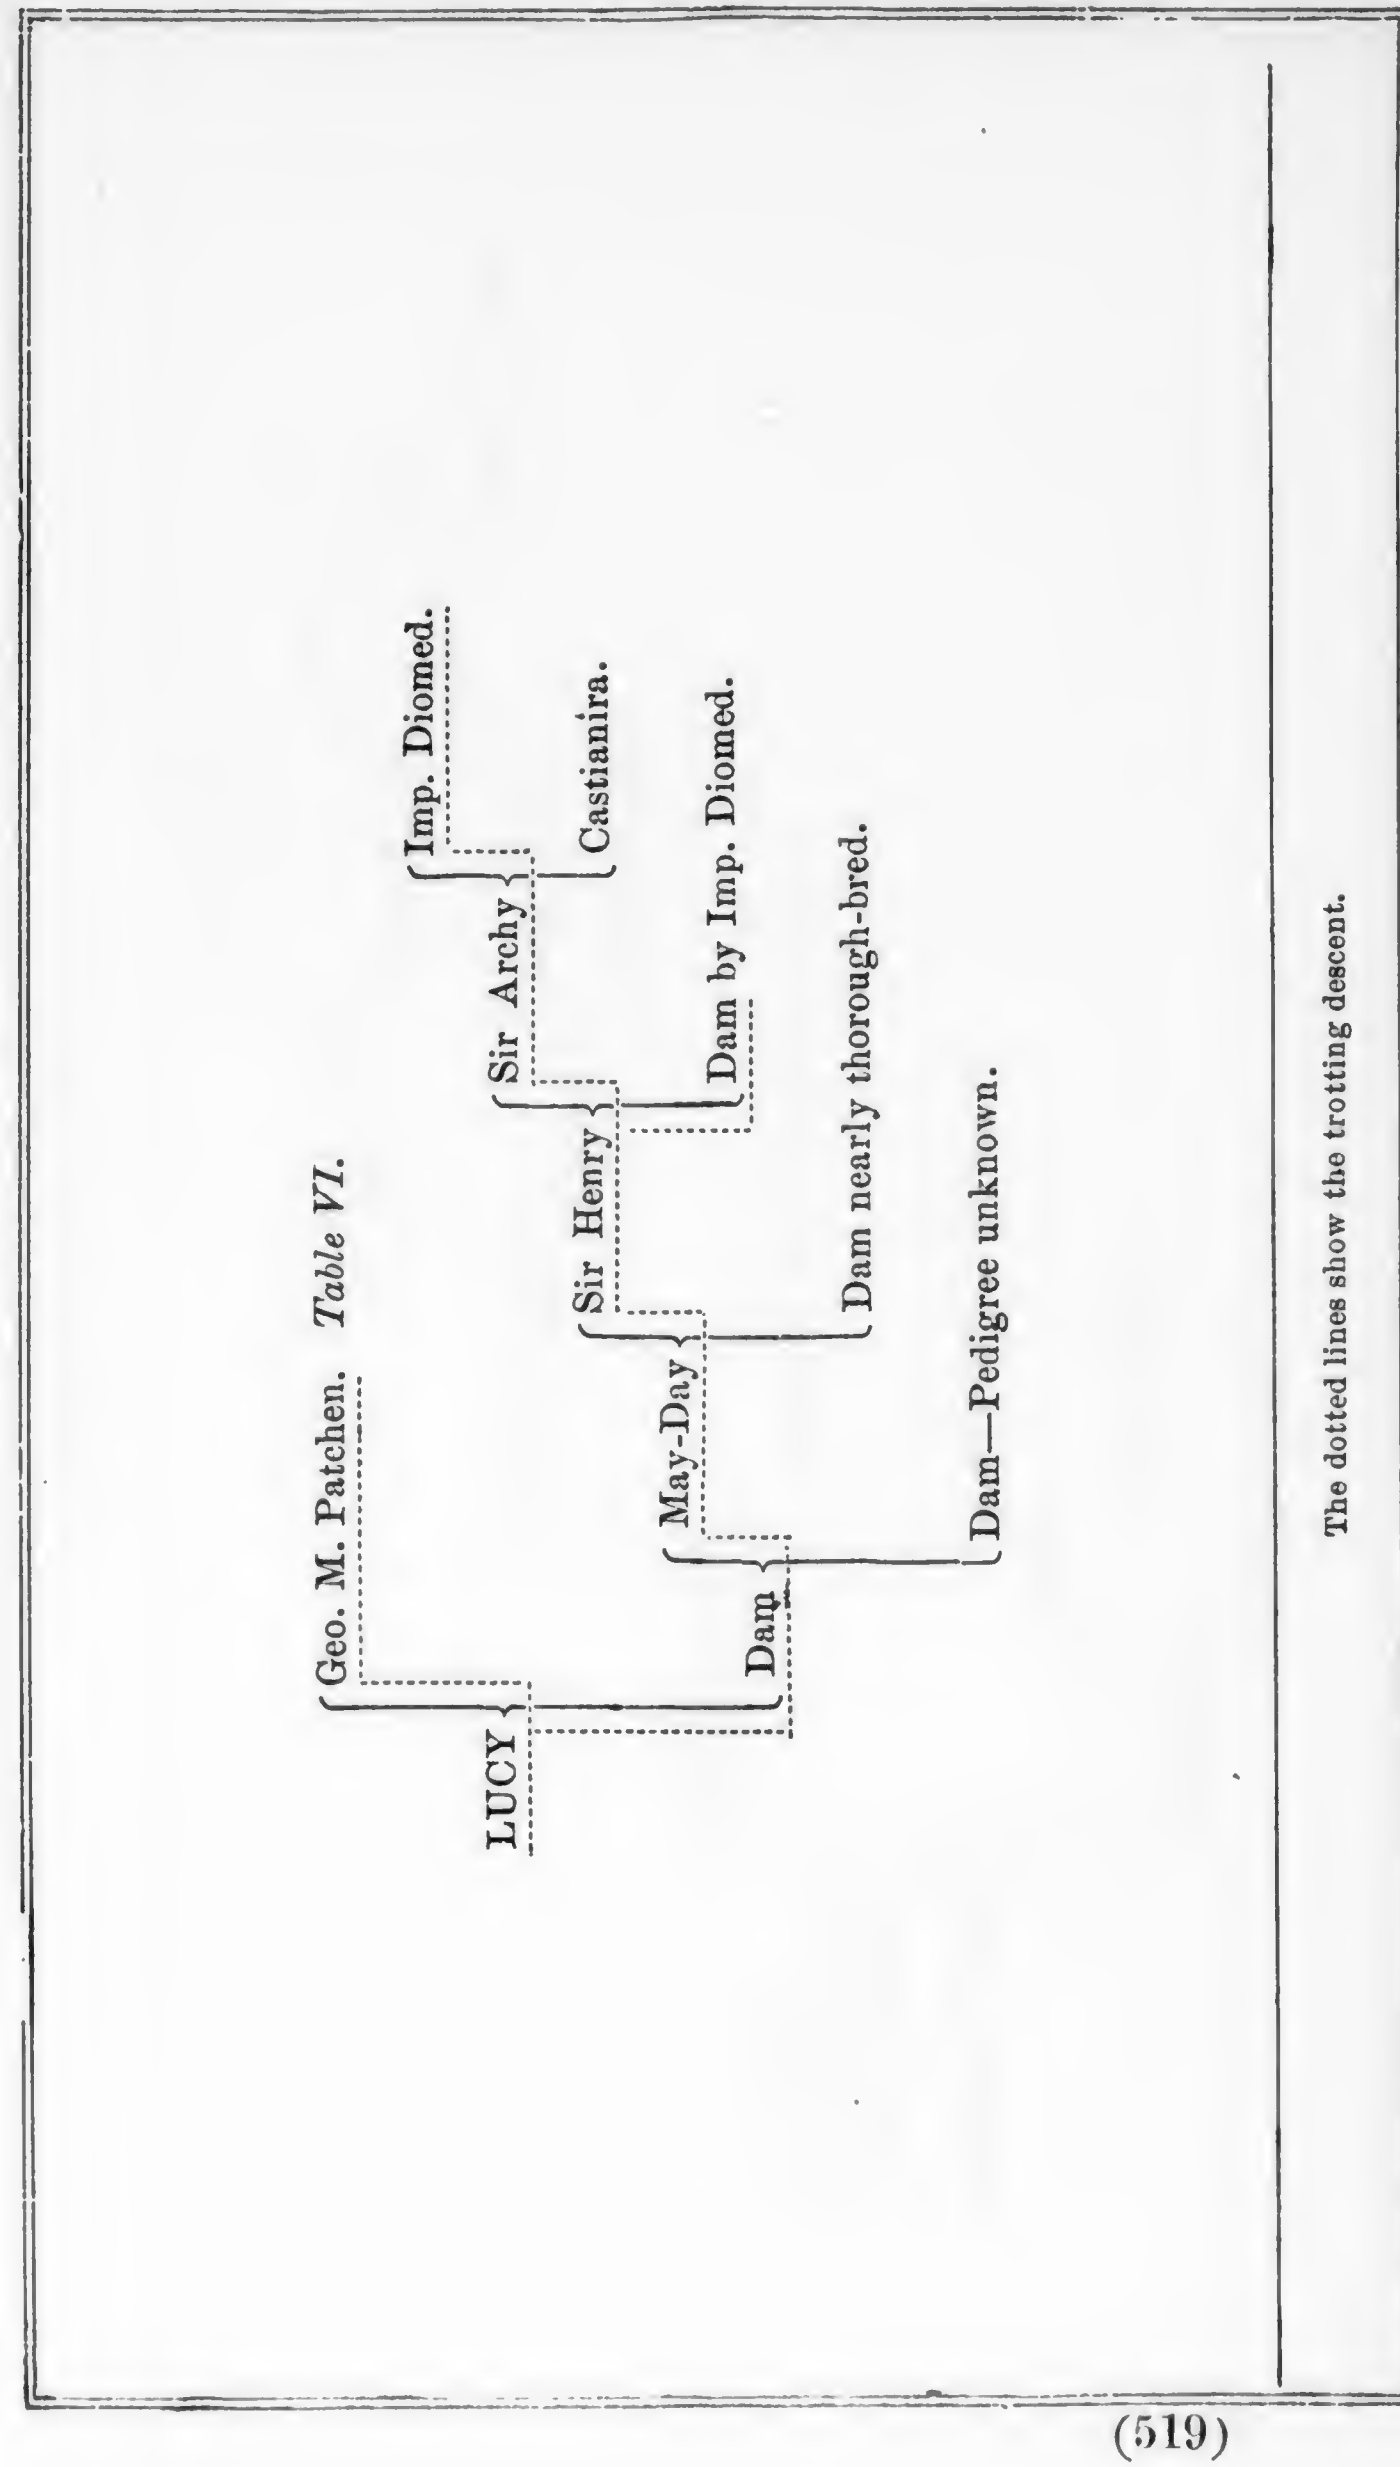 Geo. M. Patchen. Table VI.
Imp. Diomed.
LUCY
Sir Archy
Sir Henry
Castianira.
May-Day
Dam by Imp. Diomed.
Dam
Dam nearly thorough-bred.
Dam—Pedigree unknown.
The dotted lines show the trotting descent.
(519)